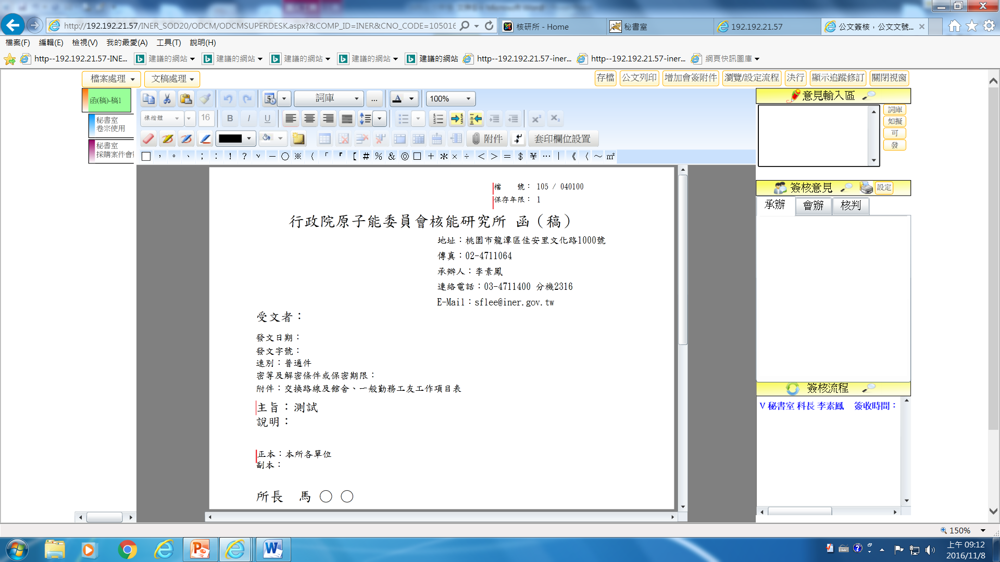 http://192.192.21.57/INER_SOD20/ODCM/ODCMSUPERDESK.aspx?&COMP_ID=INER&CNO_CODE=105016
核研所 - Home
秘書室
192.192.21.57
公文簽核，公文文號...
檔案(F) 編輯(E) 檢視(V) 我的最愛(A) 工具(T) 說明(H)
http--192.192.21.57-INE... 建議的網站 建議的網站 建議的網站 建議的網站 建議的網站 http--192.192.21.57-iner... http--192.192.21.57-iner... 網頁快訊圖庫
檔案處理 文稿處理 存檔 公文列印 增加會簽附件 瀏覽/設定流程 決行 顯示追蹤修訂 關閉視窗
函(稿)-稿1
秘書室
卷宗使用
秘書室
採購案件會
詞庫 ... A 100%
標楷體 16 B I U
附件 套印欄位設置
□ ， 。 、 ； ： ！ ？ ˇ － ○ ※ （ 「 『 【 # % & ◎ □ + * × ÷ < > = $ ¥ … | 《 〈 ～ ㎡
意見輸入區
詞庫
如擬
可
發
簽核意見 設定
承辦 會辦 核判
簽核流程
V 秘書室 科長 李素鳳 簽收時間：
檔 號： 105 / 040100
保存年限： 1
行政院原子能委員會核能研究所 函（稿）
地址：桃園市龍潭區佳安里文化路1000號
傳真：02-4711064
承辦人：李素鳳
連絡電話：03-4711400 分機2316
E-Mail：sflee@iner.gov.tw
受文者：
發文日期：
發文字號：
速別：普通件
密等及解密條件或保密期限：
附件：交換路線及館舍、一般勤務工友工作項目表
主旨：測試
說明：
正本：本所各單位
副本：
所長 馬 ○ ○
150%
上午 09:12
2016/11/8